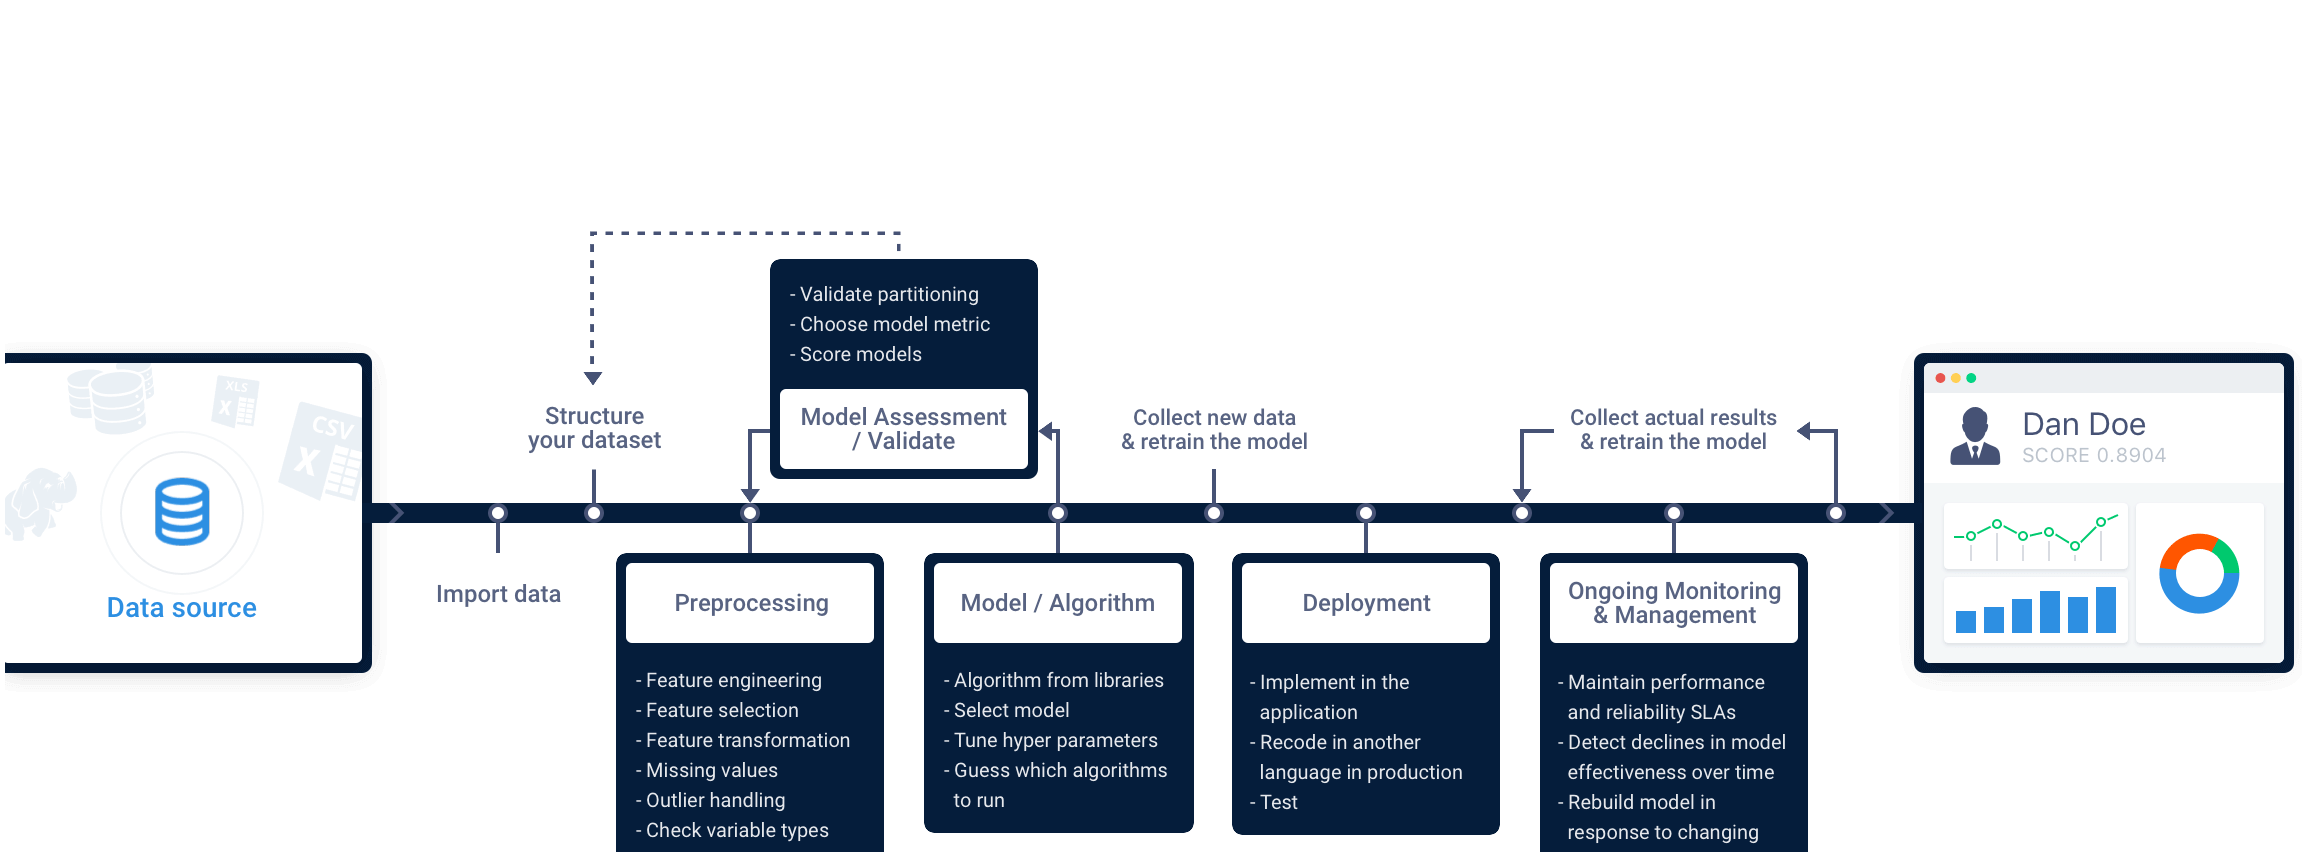 - Validate partitioning
- Choose model metric
- Score models
Model Assessment
/ Validate
XLS
X
CSV
X
Data source
Import data
Structure
your dataset
Collect new data
& retrain the model
Collect actual results
& retrain the model
Preprocessing
- Feature engineering
- Feature selection
- Feature transformation
- Missing values
- Outlier handling
- Check variable types
Model / Algorithm
- Algorithm from libraries
- Select model
- Tune hyper parameters
- Guess which algorithms
to run
Deployment
- Implement in the
application
- Recode in another
language in production
- Test
Ongoing Monitoring
& Management
- Maintain performance
and reliability SLAs
- Detect declines in model
effectiveness over time
- Rebuild model in
response to changing
Dan Doe
SCORE 0.8904